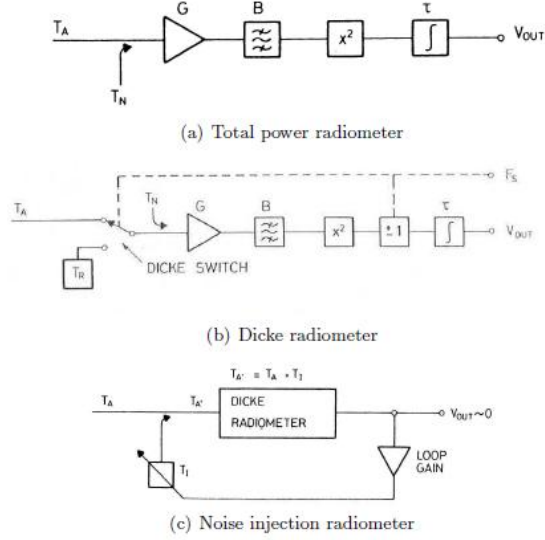 G B τ
T_A x² ∫ V_OUT
T_N
(a) Total power radiometer
F_S
T_N G B τ
T_A x² ± 1 ∫ V_OUT
T_R DICKE SWITCH
(b) Dicke radiometer
T_A' = T_A + T_I
T_A T_A' DICKE V_OUT~0
RADIOMETER
LOOP
T_I GAIN
(c) Noise injection radiometer